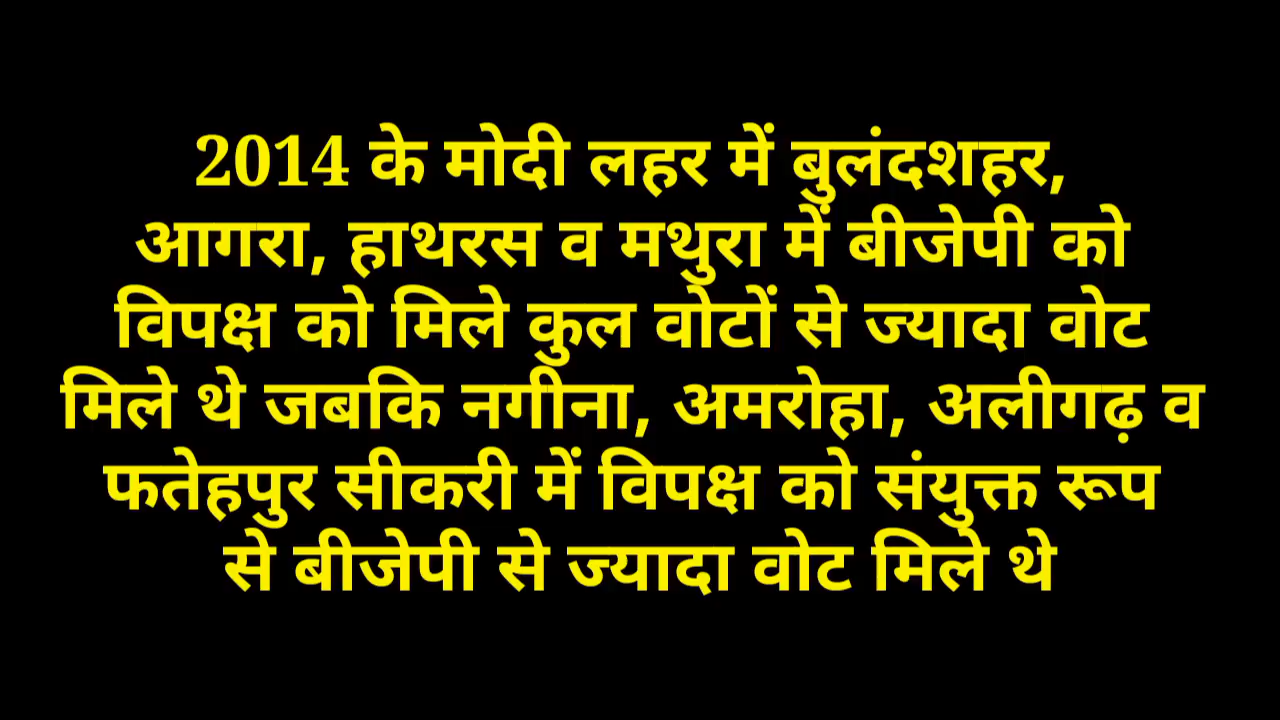 2014 के मोदी लहर में बुलंदशहर,
आगरा, हाथरस व मथुरा में बीजेपी को
विपक्ष को मिले कुल वोटों से ज्यादा वोट
मिले थे जबकि नगीना, अमरोहा, अलीगढ़ व
फतेहपुर सीकरी में विपक्ष को संयुक्त रूप
से बीजेपी से ज्यादा वोट मिले थे